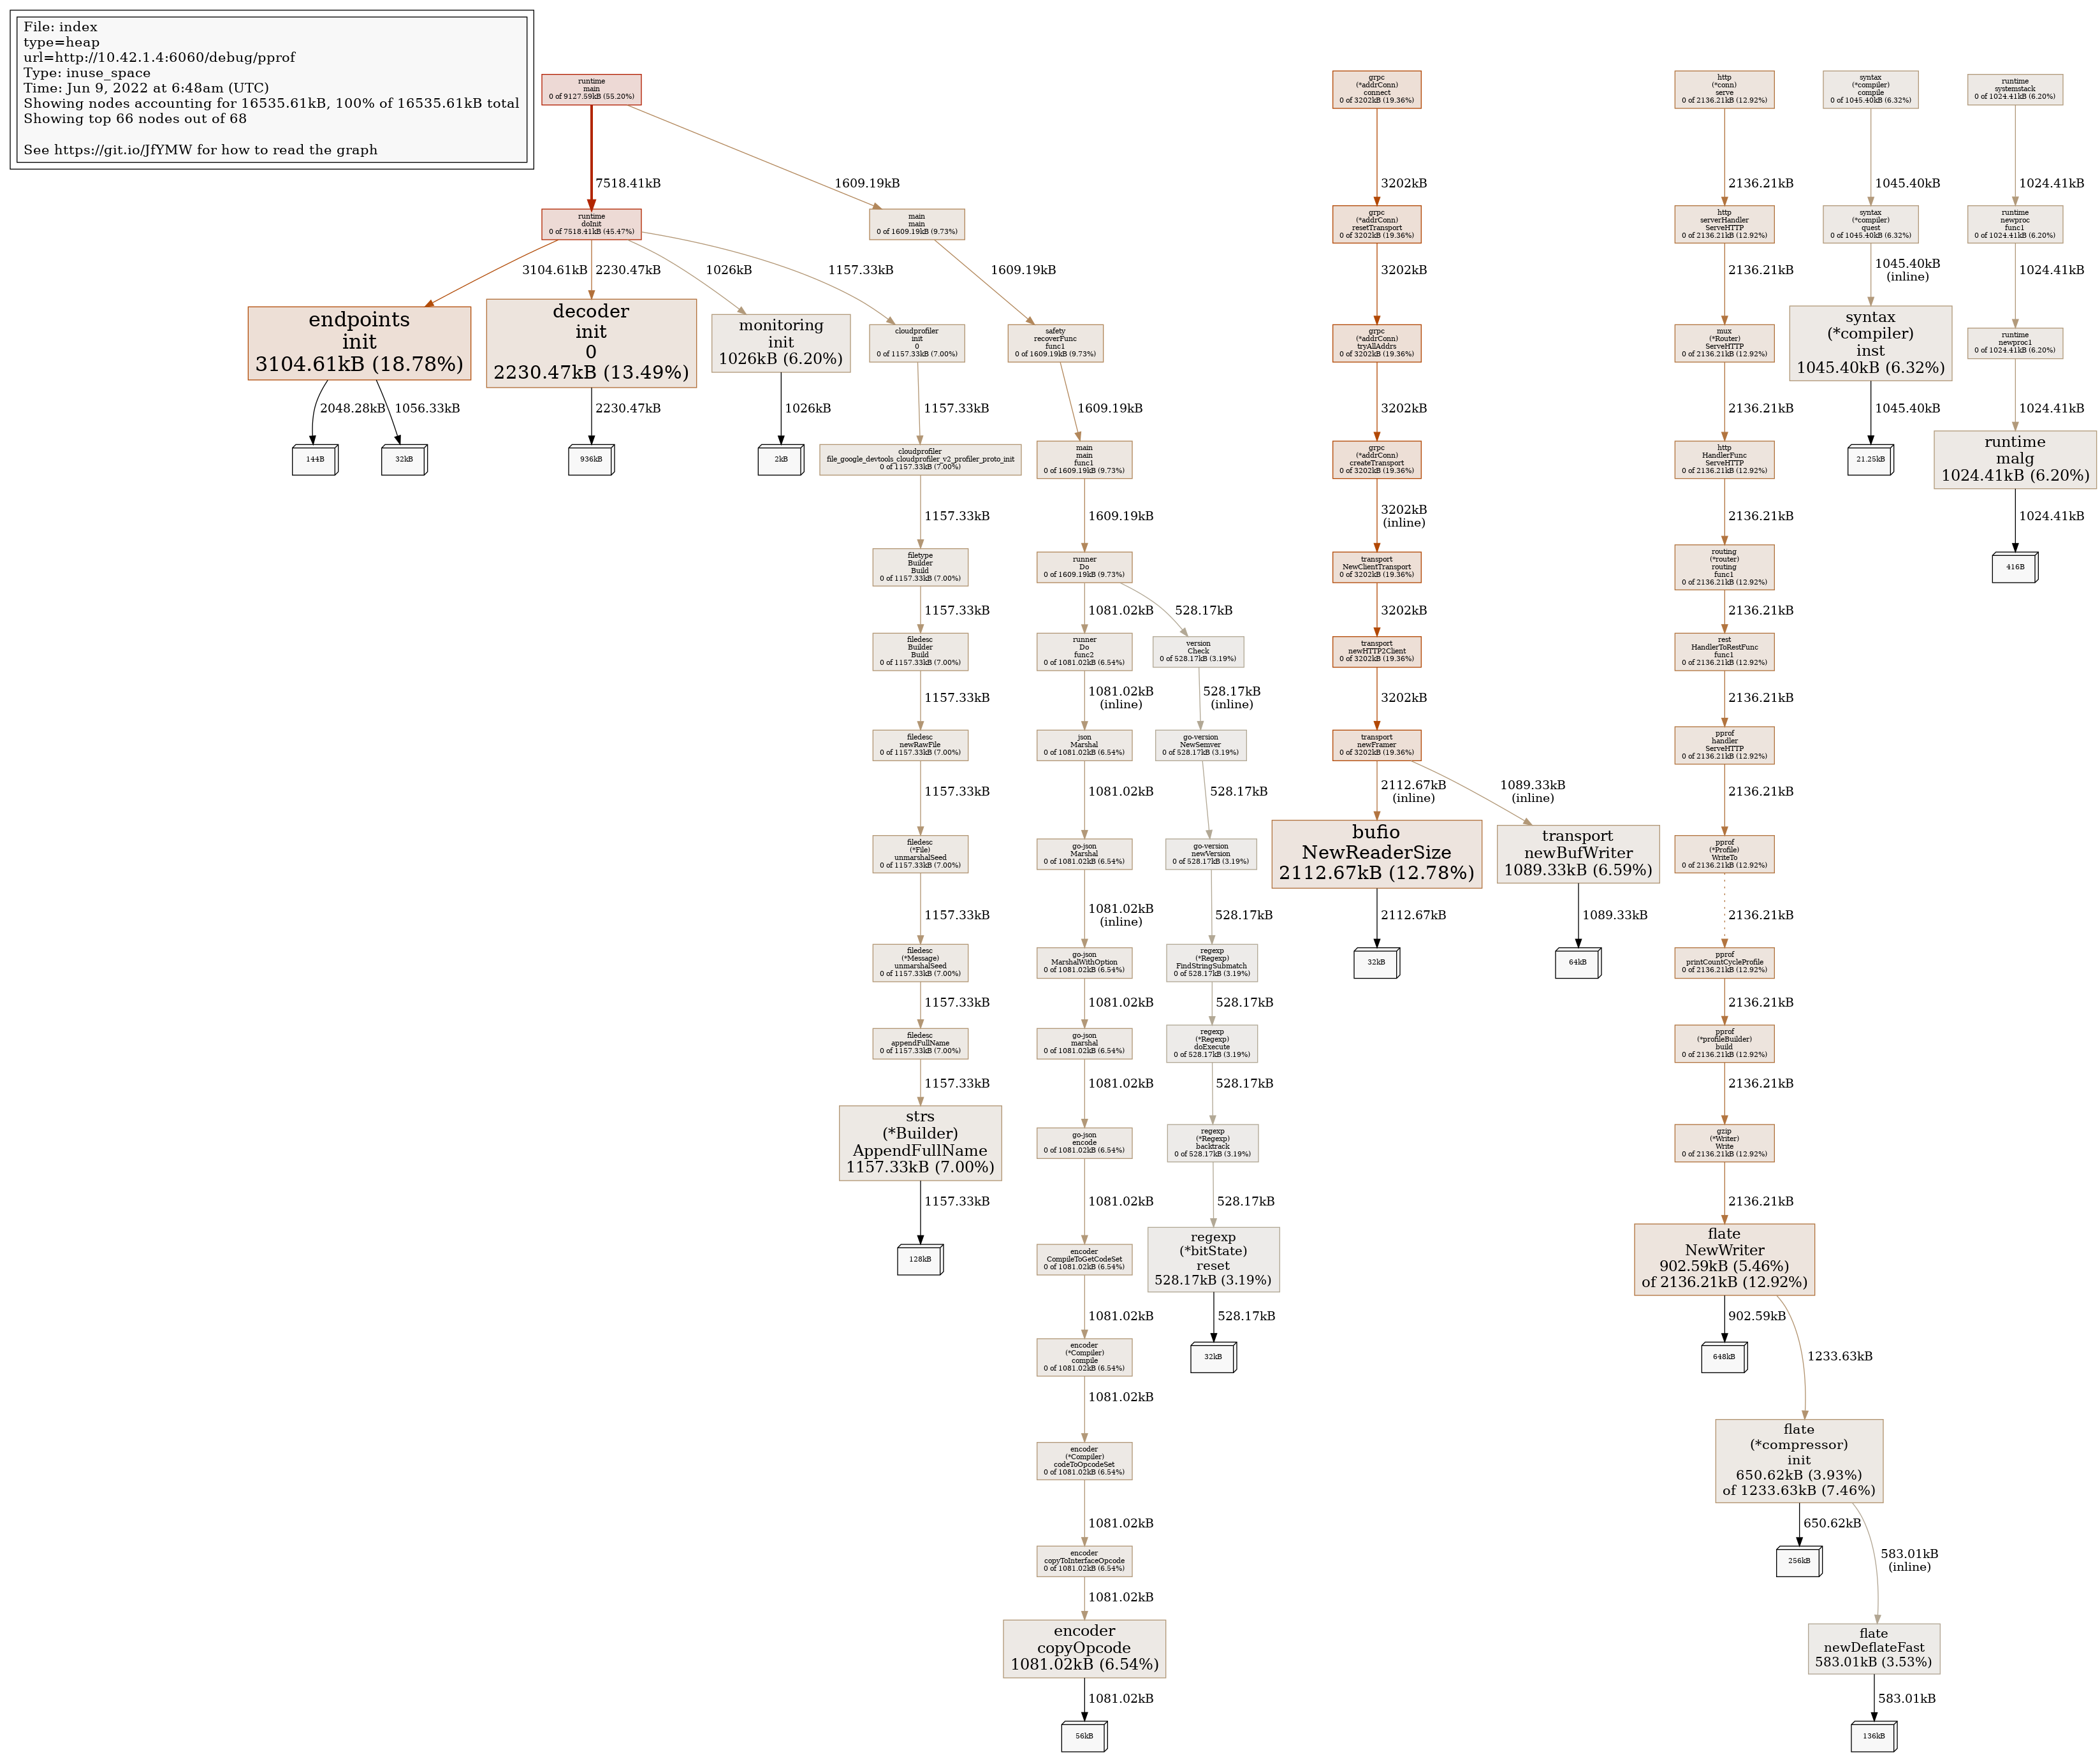 File: index
type=heap
url=http://10.42.1.4:6060/debug/pprof
Type: inuse_space
Time: Jun 9, 2022 at 6:48am (UTC)
Showing nodes accounting for 16535.61kB, 100% of 16535.61kB total
Showing top 66 nodes out of 68
See https://git.io/JfYMW for how to read the graph
runtime
main
0 of 9127.59kB (55.20%)
7518.41kB
1609.19kB
runtime
doInit
0 of 7518.41kB (45.47%)
main
main
0 of 1609.19kB (9.73%)
3104.61kB
2230.47kB
1026kB
1157.33kB
1609.19kB
endpoints
init
3104.61kB (18.78%)
2048.28kB
1056.33kB
144B
32kB
decoder
init
0
2230.47kB (13.49%)
2230.47kB
936kB
monitoring
init
1026kB (6.20%)
1026kB
2kB
cloudprofiler
init
0
0 of 1157.33kB (7.00%)
1157.33kB
cloudprofiler
file_google_devtools_cloudprofiler_v2_profiler_proto_init
0 of 1157.33kB (7.00%)
1157.33kB
filetype
Builder
Build
0 of 1157.33kB (7.00%)
1157.33kB
filedesc
Builder
Build
0 of 1157.33kB (7.00%)
1157.33kB
filedesc
newRawFile
0 of 1157.33kB (7.00%)
1157.33kB
filedesc
(*File)
unmarshalSeed
0 of 1157.33kB (7.00%)
1157.33kB
filedesc
(*Message)
unmarshalSeed
0 of 1157.33kB (7.00%)
1157.33kB
filedesc
appendFullName
0 of 1157.33kB (7.00%)
1157.33kB
strs
(*Builder)
AppendFullName
1157.33kB (7.00%)
1157.33kB
128kB
safety
recoverFunc
func1
0 of 1609.19kB (9.73%)
1609.19kB
main
main
func1
0 of 1609.19kB (9.73%)
1609.19kB
runner
Do
0 of 1609.19kB (9.73%)
1081.02kB
528.17kB
runner
Do
func2
0 of 1081.02kB (6.54%)
1081.02kB
(inline)
json
Marshal
0 of 1081.02kB (6.54%)
1081.02kB
go-json
Marshal
0 of 1081.02kB (6.54%)
1081.02kB
(inline)
go-json
MarshalWithOption
0 of 1081.02kB (6.54%)
1081.02kB
go-json
marshal
0 of 1081.02kB (6.54%)
1081.02kB
go-json
encode
0 of 1081.02kB (6.54%)
1081.02kB
encoder
CompileToGetCodeSet
0 of 1081.02kB (6.54%)
1081.02kB
encoder
(*Compiler)
compile
0 of 1081.02kB (6.54%)
1081.02kB
encoder
(*Compiler)
codeToOpcodeSet
0 of 1081.02kB (6.54%)
1081.02kB
encoder
copyToInterfaceOpcode
0 of 1081.02kB (6.54%)
1081.02kB
encoder
copyOpcode
1081.02kB (6.54%)
1081.02kB
56kB
version
Check
0 of 528.17kB (3.19%)
528.17kB
(inline)
go-version
NewSemver
0 of 528.17kB (3.19%)
528.17kB
go-version
newVersion
0 of 528.17kB (3.19%)
528.17kB
regexp
(*Regexp)
FindStringSubmatch
0 of 528.17kB (3.19%)
528.17kB
regexp
(*Regexp)
doExecute
0 of 528.17kB (3.19%)
528.17kB
regexp
(*Regexp)
backtrack
0 of 528.17kB (3.19%)
528.17kB
regexp
(*bitState)
reset
528.17kB (3.19%)
528.17kB
32kB
grpc
(*addrConn)
connect
0 of 3202kB (19.36%)
3202kB
grpc
(*addrConn)
resetTransport
0 of 3202kB (19.36%)
3202kB
grpc
(*addrConn)
tryAllAddrs
0 of 3202kB (19.36%)
3202kB
grpc
(*addrConn)
createTransport
0 of 3202kB (19.36%)
3202kB
(inline)
transport
NewClientTransport
0 of 3202kB (19.36%)
3202kB
transport
newHTTP2Client
0 of 3202kB (19.36%)
3202kB
transport
newFramer
0 of 3202kB (19.36%)
2112.67kB
(inline)
1089.33kB
(inline)
bufio
NewReaderSize
2112.67kB (12.78%)
2112.67kB
32kB
transport
newBufWriter
1089.33kB (6.59%)
1089.33kB
64kB
http
(*conn)
serve
0 of 2136.21kB (12.92%)
2136.21kB
http
serverHandler
ServeHTTP
0 of 2136.21kB (12.92%)
2136.21kB
mux
(*Router)
ServeHTTP
0 of 2136.21kB (12.92%)
2136.21kB
http
HandlerFunc
ServeHTTP
0 of 2136.21kB (12.92%)
2136.21kB
routing
(*router)
routing
func1
0 of 2136.21kB (12.92%)
2136.21kB
rest
HandlerToRestFunc
func1
0 of 2136.21kB (12.92%)
2136.21kB
pprof
handler
ServeHTTP
0 of 2136.21kB (12.92%)
2136.21kB
pprof
(*Profile)
WriteTo
0 of 2136.21kB (12.92%)
2136.21kB
pprof
printCountCycleProfile
0 of 2136.21kB (12.92%)
2136.21kB
pprof
(*profileBuilder)
build
0 of 2136.21kB (12.92%)
2136.21kB
gzip
(*Writer)
Write
0 of 2136.21kB (12.92%)
2136.21kB
flate
NewWriter
902.59kB (5.46%)
of 2136.21kB (12.92%)
902.59kB
1233.63kB
648kB
flate
(*compressor)
init
650.62kB (3.93%)
of 1233.63kB (7.46%)
650.62kB
583.01kB
(inline)
256kB
flate
newDeflateFast
583.01kB (3.53%)
583.01kB
136kB
syntax
(*compiler)
compile
0 of 1045.40kB (6.32%)
1045.40kB
syntax
(*compiler)
quest
0 of 1045.40kB (6.32%)
1045.40kB
(inline)
syntax
(*compiler)
inst
1045.40kB (6.32%)
1045.40kB
21.25kB
runtime
systemstack
0 of 1024.41kB (6.20%)
1024.41kB
runtime
newproc
func1
0 of 1024.41kB (6.20%)
1024.41kB
runtime
newproc1
0 of 1024.41kB (6.20%)
1024.41kB
runtime
malg
1024.41kB (6.20%)
1024.41kB
416B